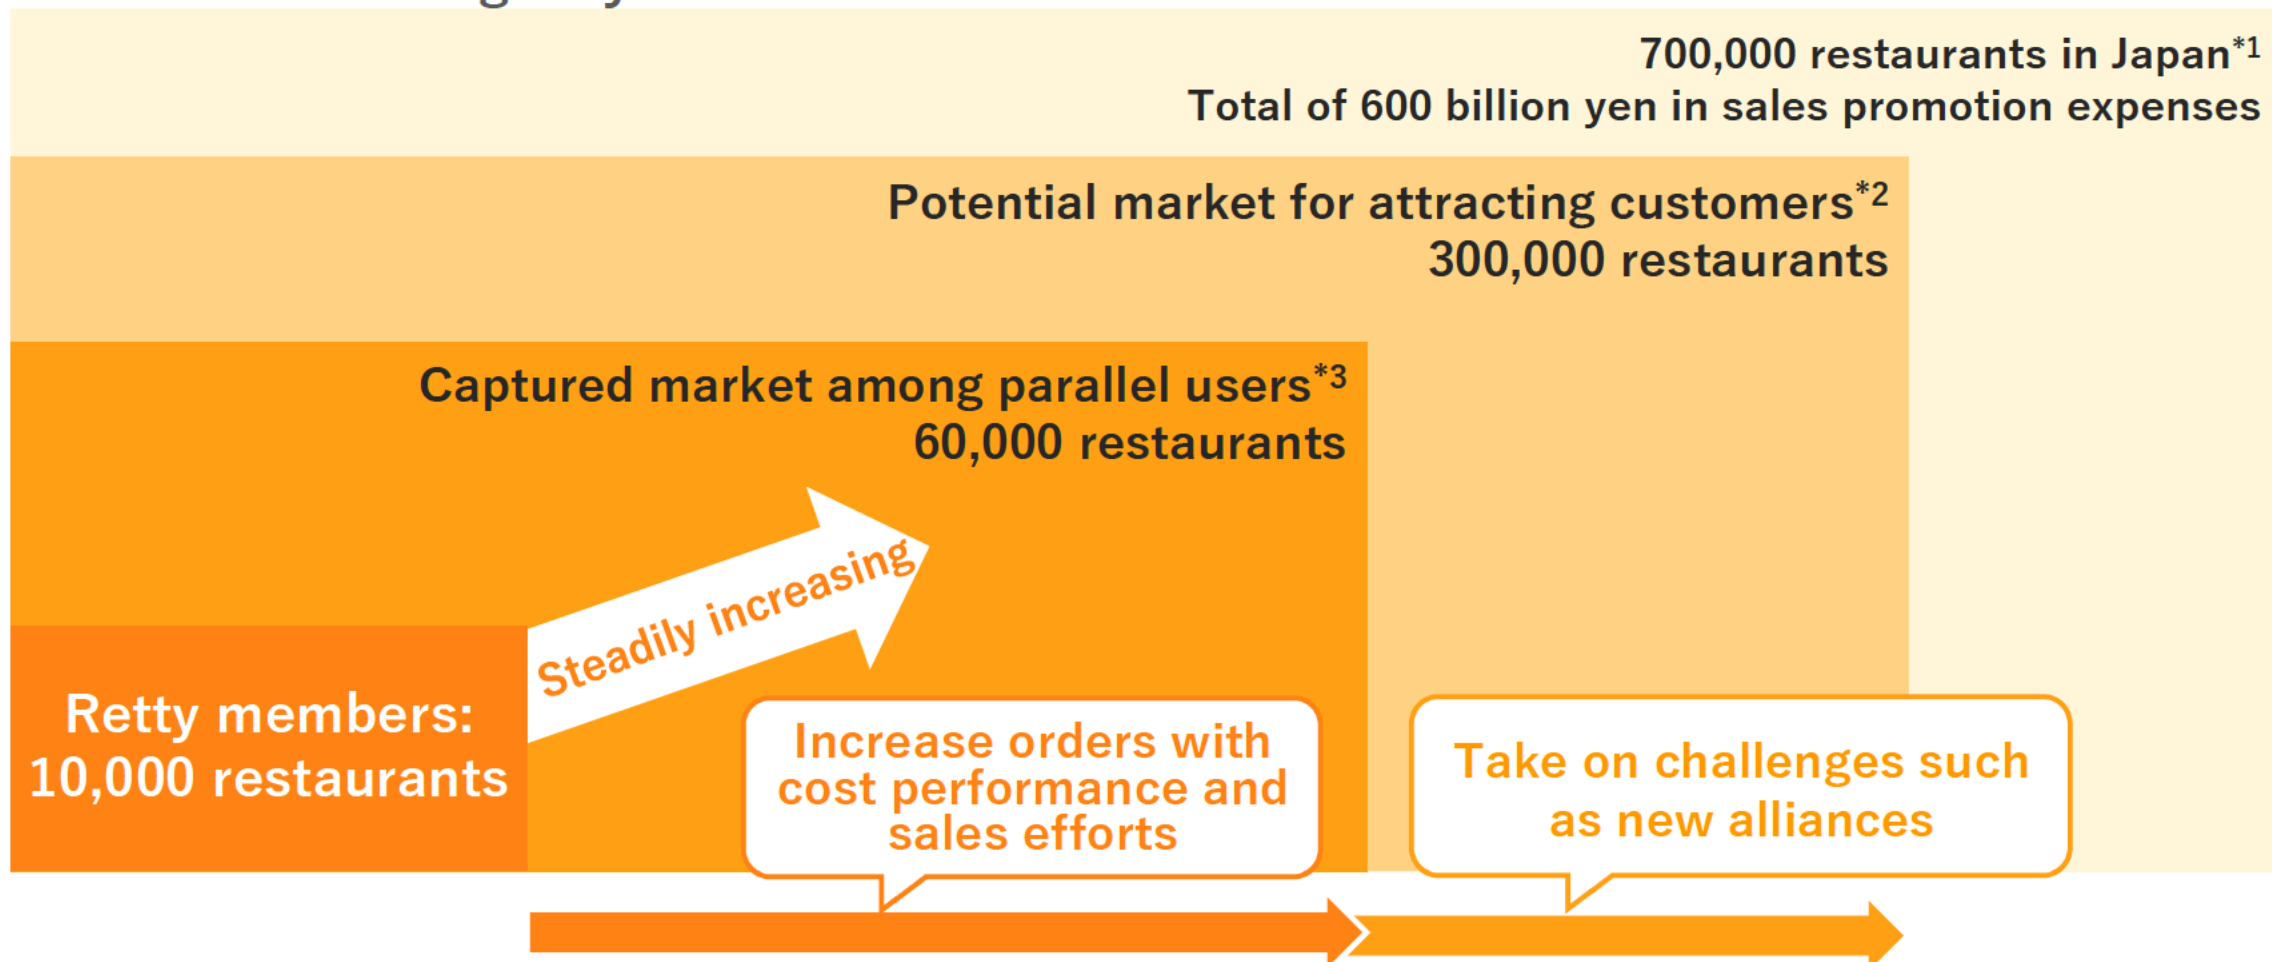 700,000 restaurants in Japan*1
Total of 600 billion yen in sales promotion expenses
Potential market for attracting customers*2
300,000 restaurants
Captured market among parallel users*3
60,000 restaurants
Steadily increasing
Retty members:
10,000 restaurants
Increase orders with
cost performance and
sales efforts
Take on challenges such
as new alliances